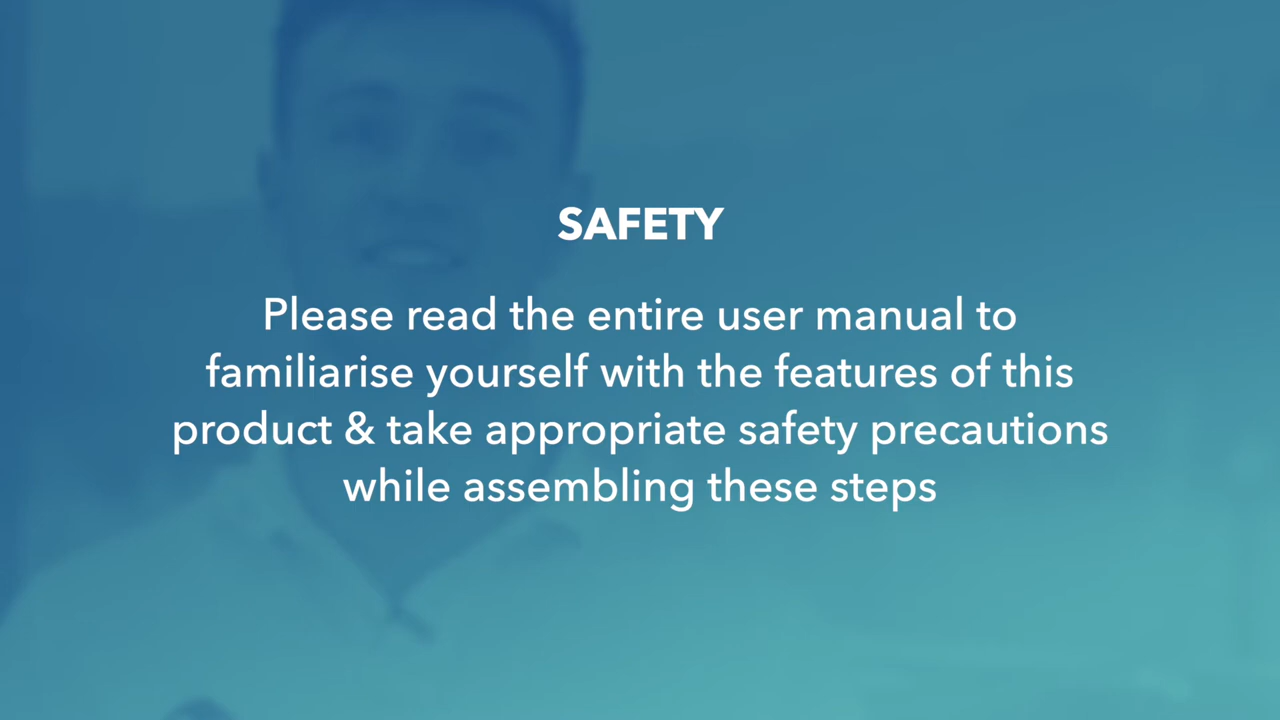 SAFETY
Please read the entire user manual to
familiarise yourself with the features of this
product & take appropriate safety precautions
while assembling these steps